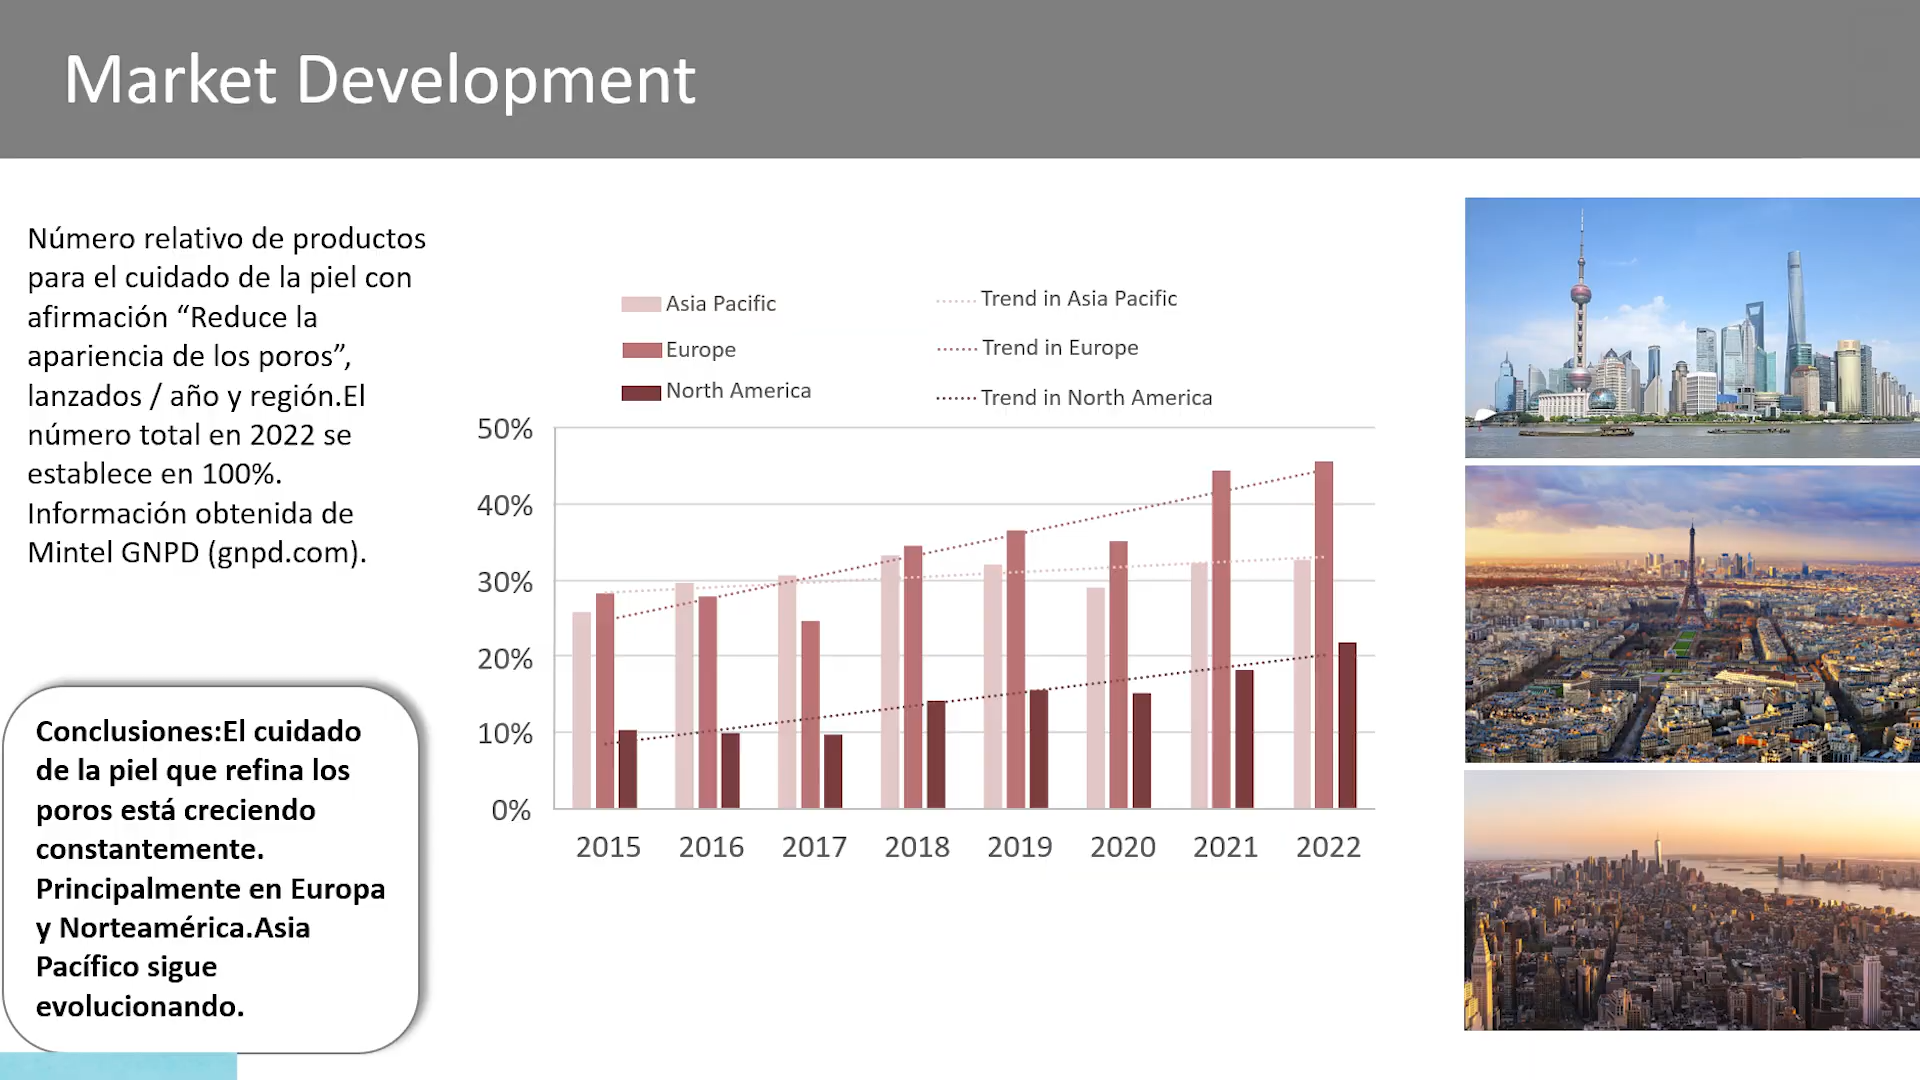 Market Development
Número relativo de productos
para el cuidado de la piel con
afirmación “Reduce la
apariencia de los poros”,
lanzados / año y región.El
número total en 2022 se
establece en 100%.
Información obtenida de
Mintel GNPD (gnpd.com).
Conclusiones:El cuidado
de la piel que refina los
poros está creciendo
constantemente.
Principalmente en Europa
y Norteamérica.Asia
Pacífico sigue
evolucionando.
Asia Pacific
Europe
North America
Trend in Asia Pacific
Trend in Europe
Trend in North America
50%
40%
30%
20%
10%
0%
2015 2016 2017 2018 2019 2020 2021 2022